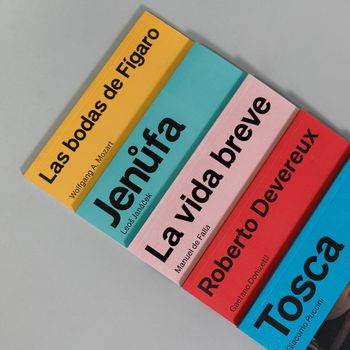 Las bodas de Fígaro
Wolfgang A. Mozart
Jenůfa
Leoš Janáček
La vida breve
Manuel de Falla
Roberto Devereux
Gaetano Donizetti
Tosca
Giacomo Puccini